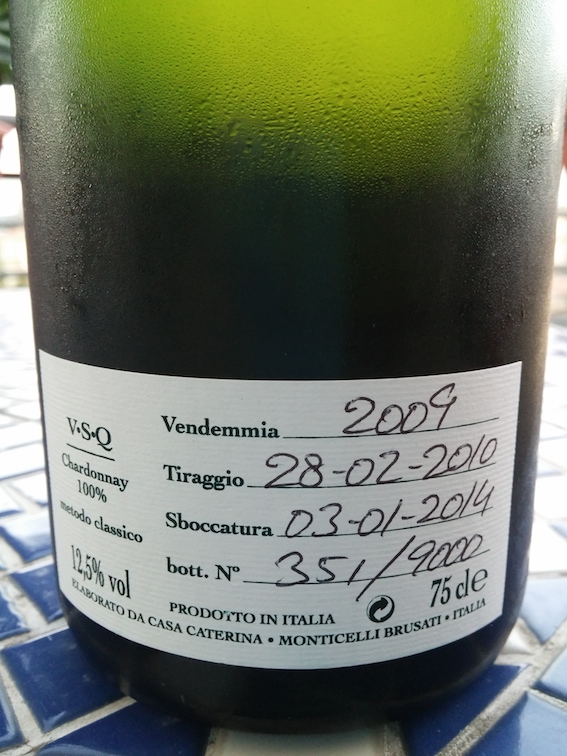 V•S•Q
Chardonnay
100%
metodo classico
12,5% vol
Vendemmia 2009
Tiraggio 28-02-2010
Sboccatura 03-01-2014
bott. N° 351/9000
PRODOTTO IN ITALIA
75 cl e
ELABORATO DA CASA CATERINA • MONTICELLI BRUSATI • ITALIA